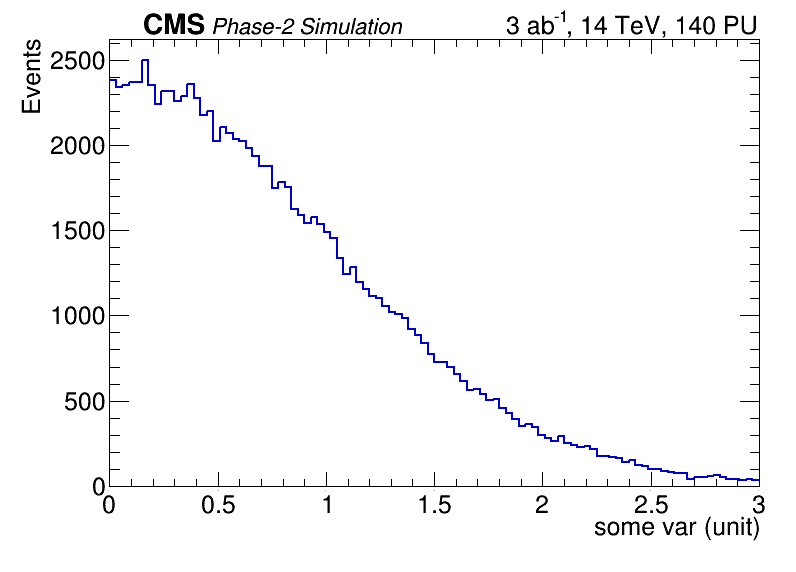 CMS Phase-2 Simulation 3 ab⁻¹, 14 TeV, 140 PU
Events
2500
2000
1500
1000
500
0
0 0.5 1 1.5 2 2.5 3
some var (unit)